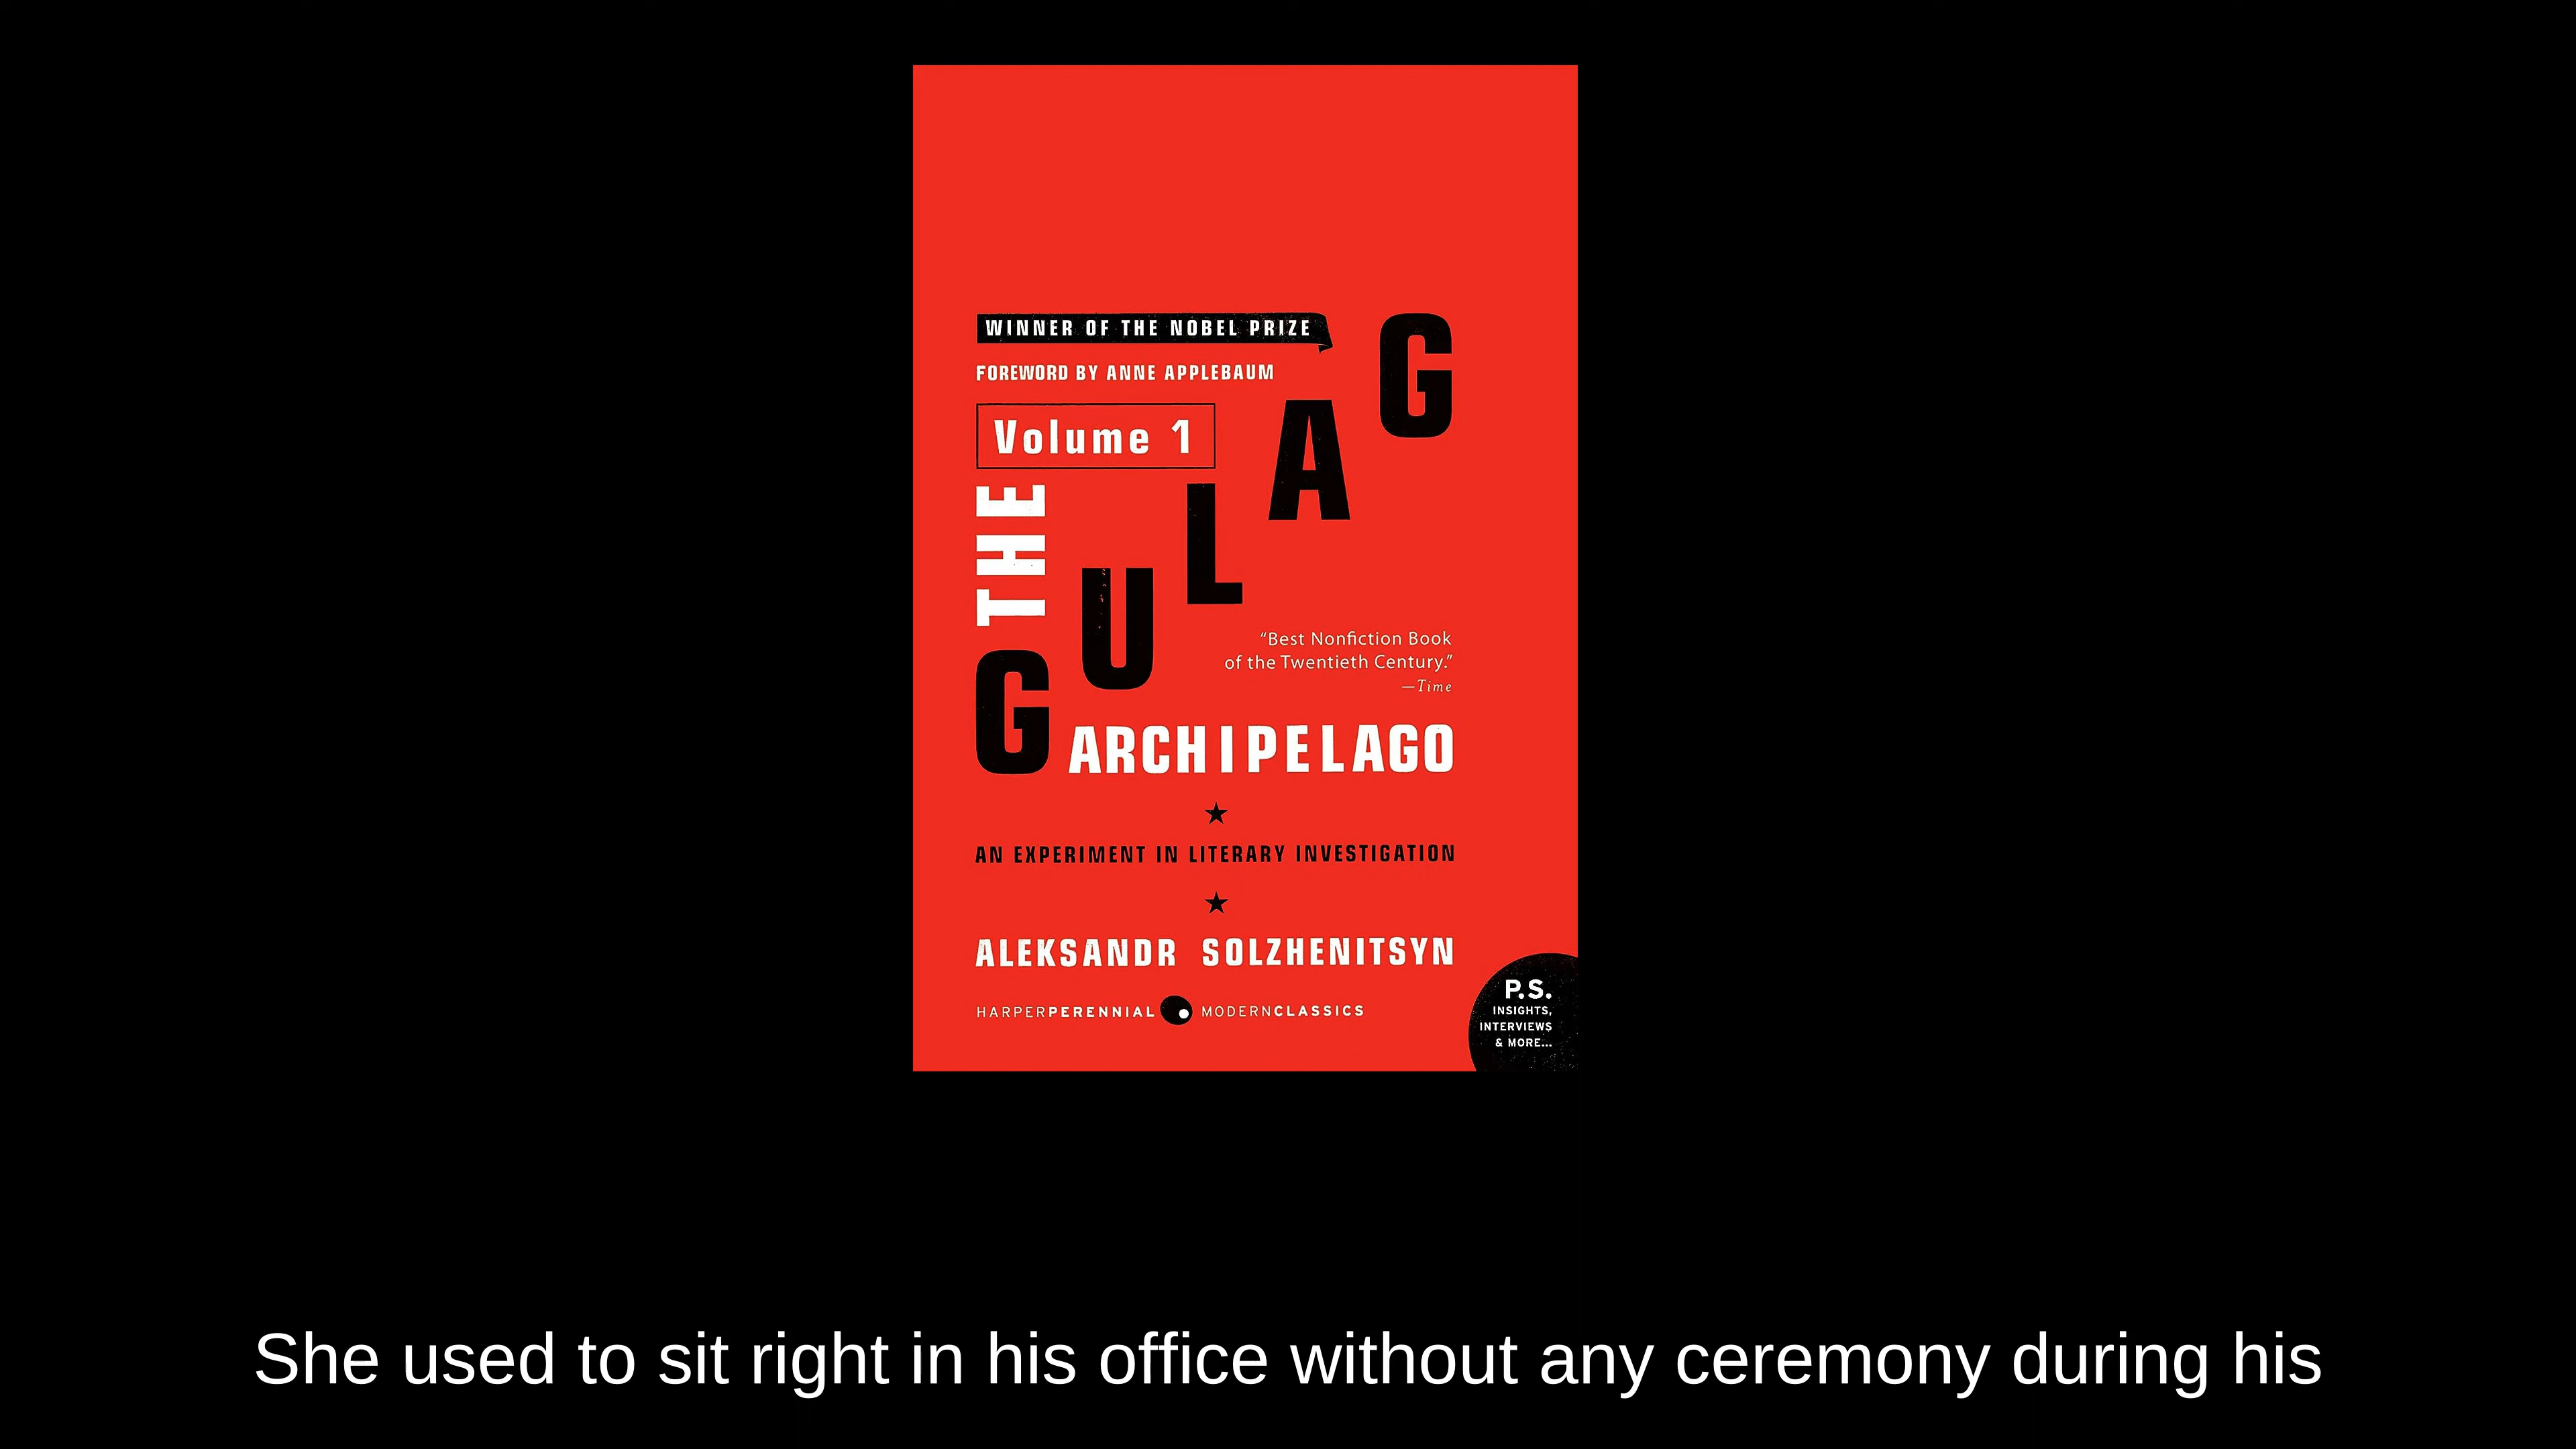 WINNER OF THE NOBEL PRIZE
FOREWORD BY ANNE APPLEBAUM
Volume 1
THE
GULAG
"Best Nonfiction Book
of the Twentieth Century."
—Time
ARCHIPELAGO
AN EXPERIMENT IN LITERARY INVESTIGATION
ALEKSANDR SOLZHENITSYN
HARPERPERENNIAL MODERNCLASSICS
P.S.
INSIGHTS,
INTERVIEWS
& MORE...
She used to sit right in his office without any ceremony during his